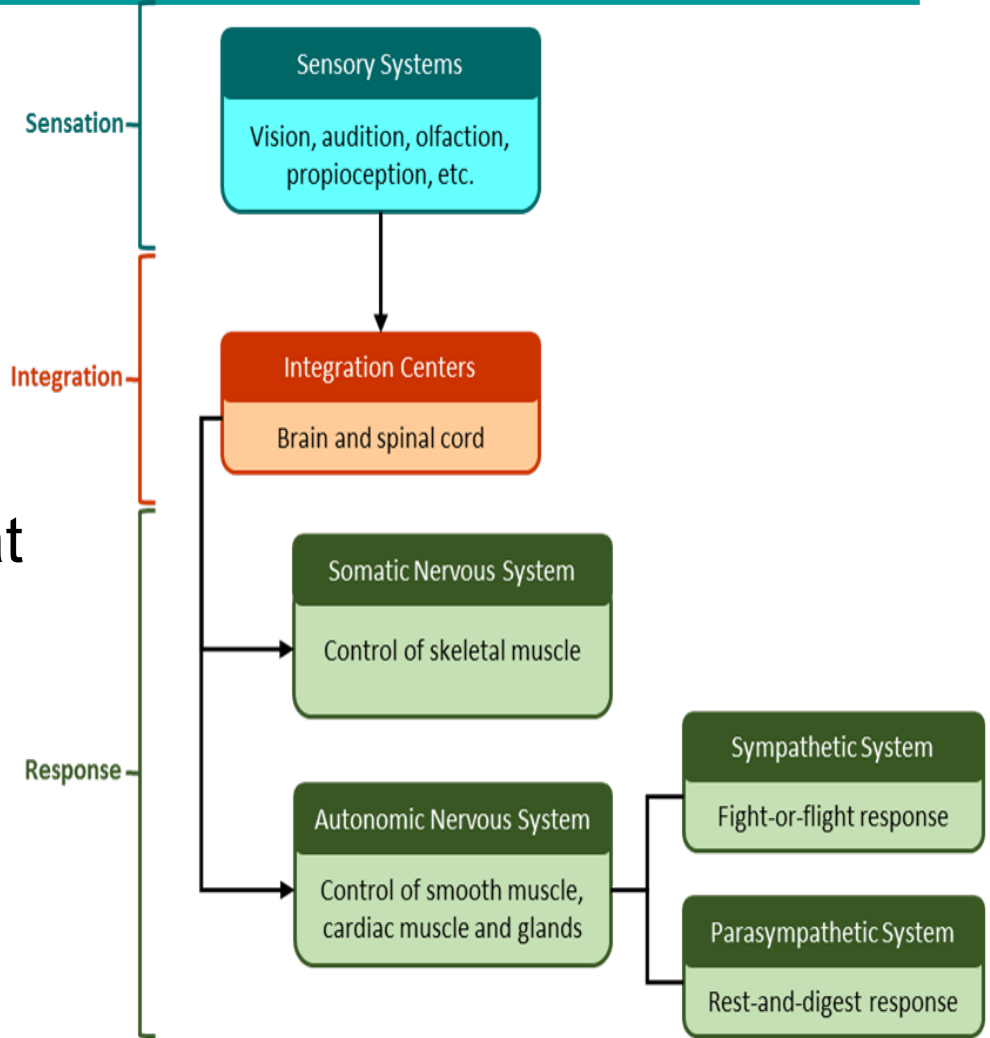 Sensory Systems
Sensation
Vision, audition, olfaction,
propioception, etc.
Integration
Integration Centers
Brain and spinal cord
Somatic Nervous System
Control of skeletal muscle
Response
Autonomic Nervous System
Control of smooth muscle,
cardiac muscle and glands
Sympathetic System
Fight-or-flight response
Parasympathetic System
Rest-and-digest response